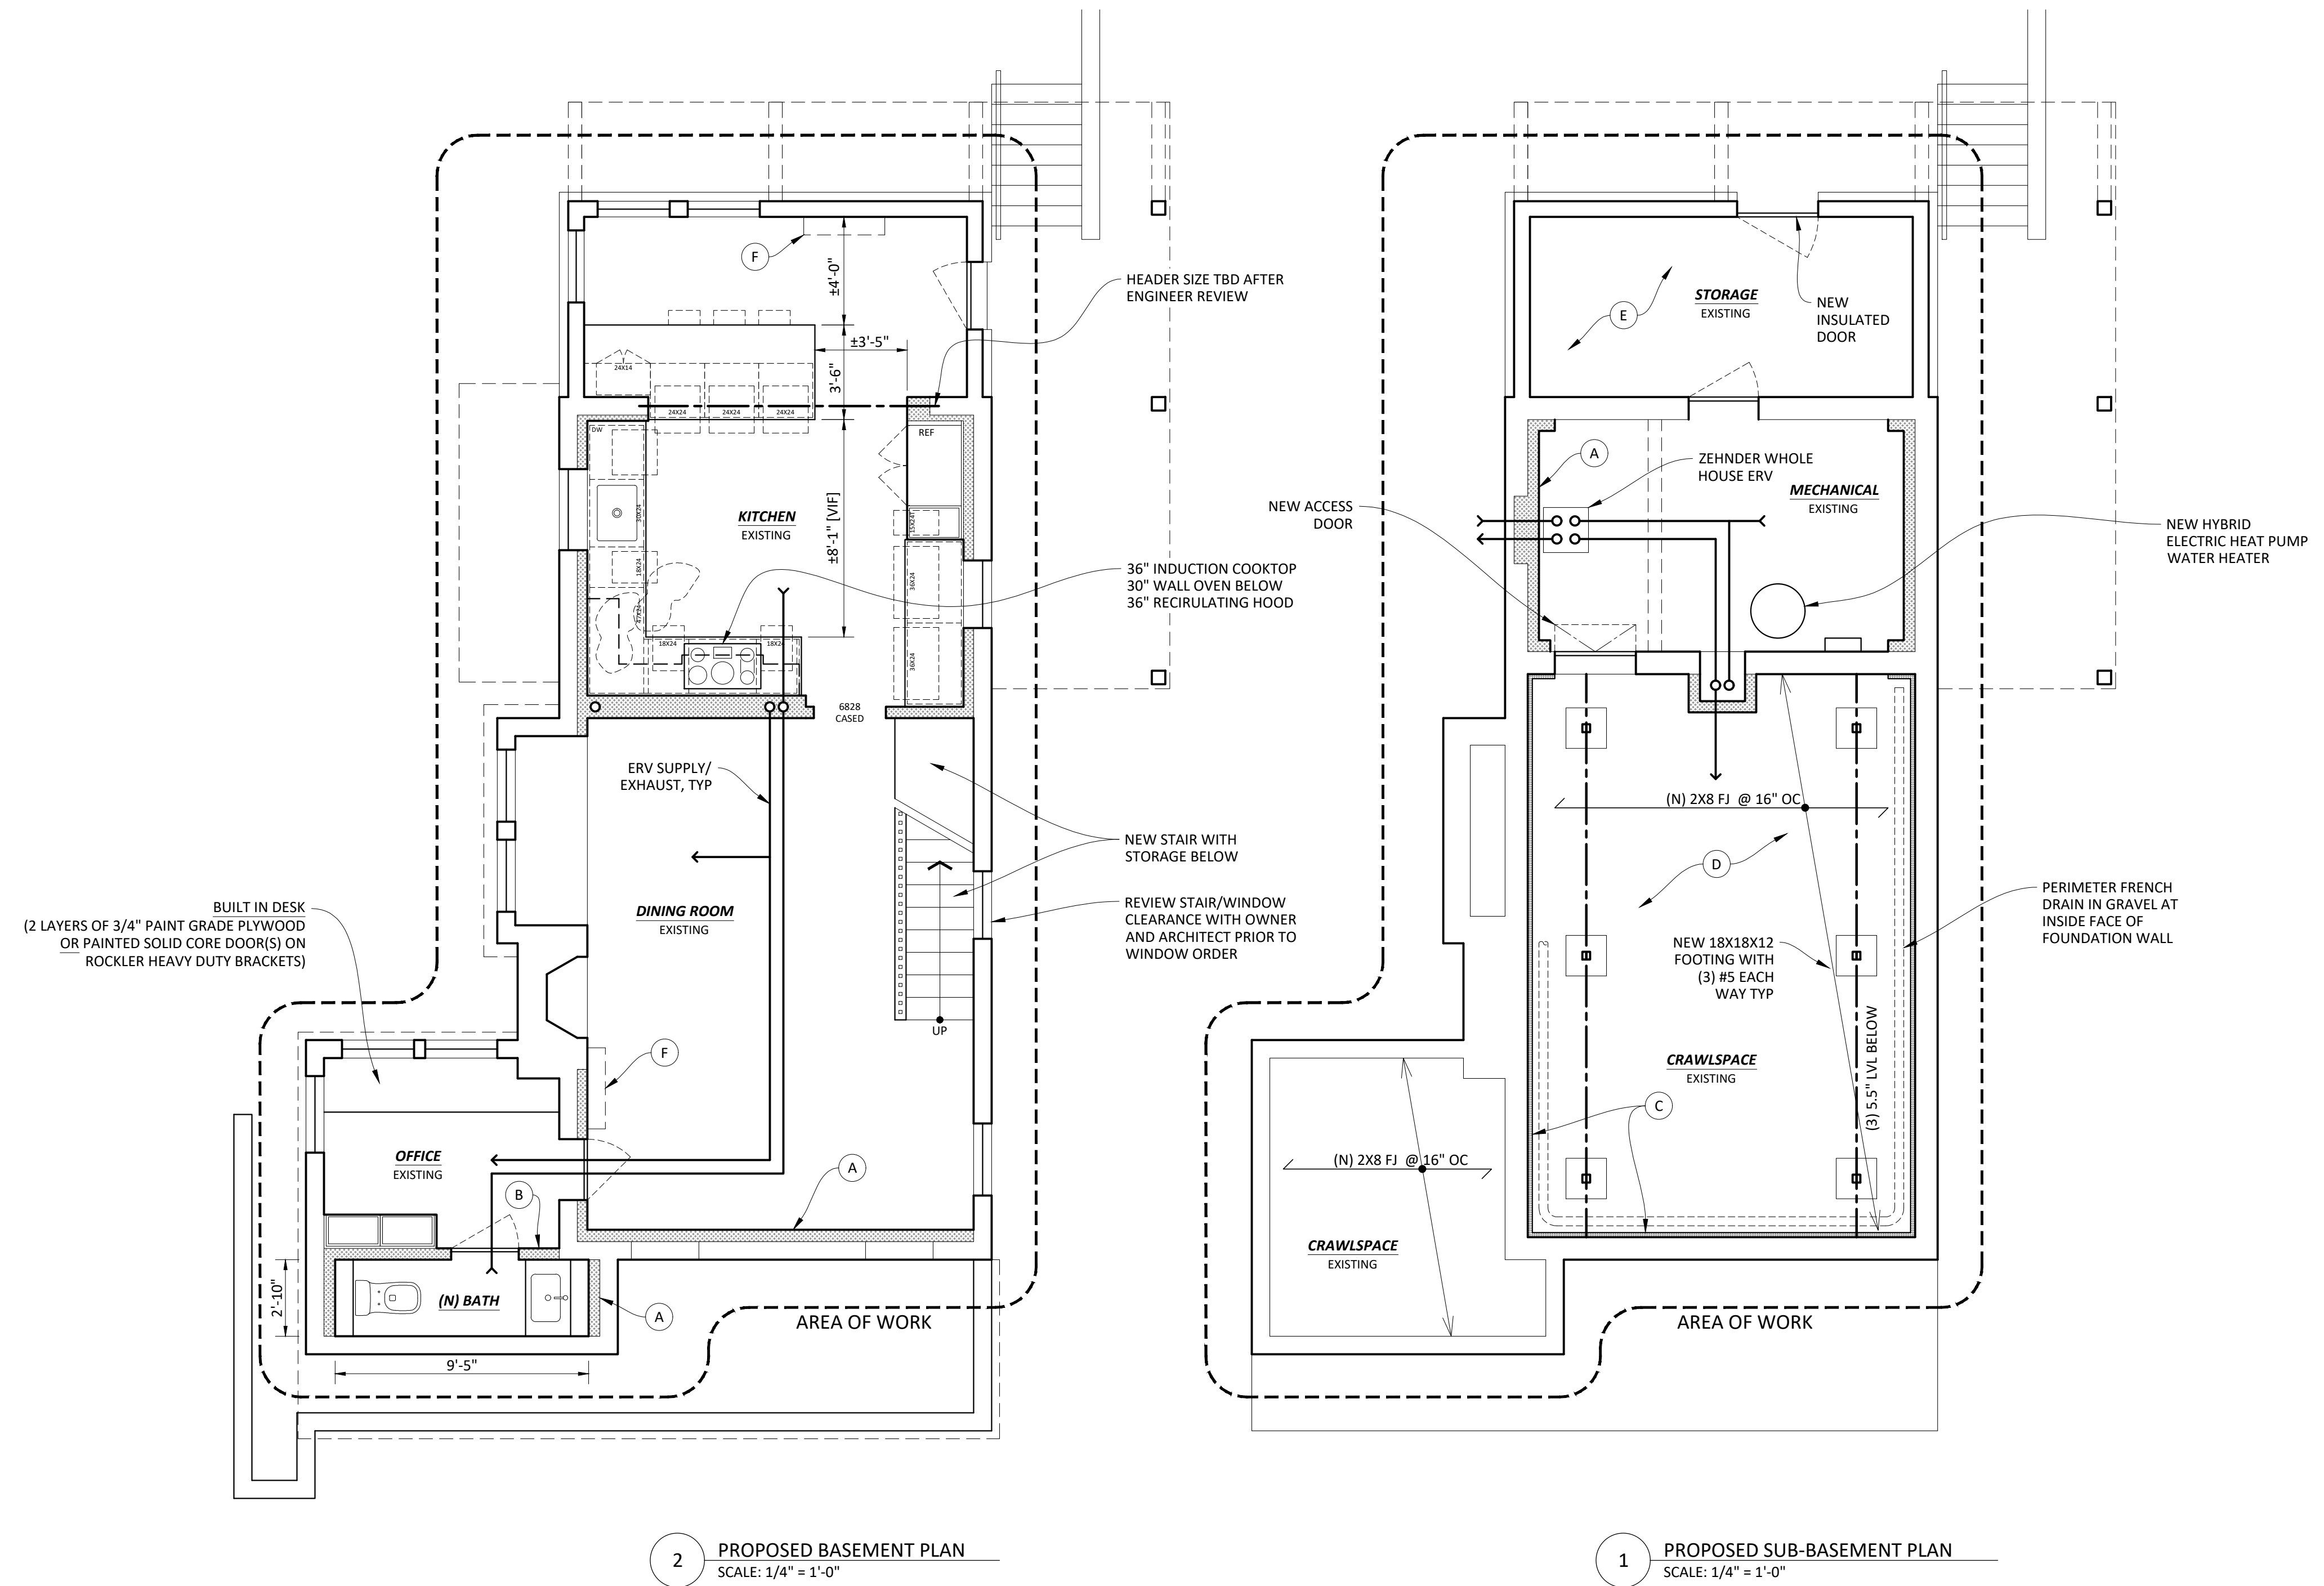 F
±4'-0"
HEADER SIZE TBD AFTER
ENGINEER REVIEW
±3'-5"
3'-6"
24X14
24X24
24X24
24X24
DW
REF
30X24
18X24
15X24T
KITCHEN
EXISTING
±8'-1" [VIF]
36X24
36X24
47X24
18X24
18X24
36" INDUCTION COOKTOP
30" WALL OVEN BELOW
36" RECIRULATING HOOD
6828
CASED
ERV SUPPLY/
EXHAUST, TYP
NEW STAIR WITH
STORAGE BELOW
BUILT IN DESK
(2 LAYERS OF 3/4" PAINT GRADE PLYWOOD
OR PAINTED SOLID CORE DOOR(S) ON
ROCKLER HEAVY DUTY BRACKETS)
DINING ROOM
EXISTING
REVIEW STAIR/WINDOW
CLEARANCE WITH OWNER
AND ARCHITECT PRIOR TO
WINDOW ORDER
UP
F
OFFICE
EXISTING
A
B
2'-10"
(N) BATH
A
AREA OF WORK
9'-5"
2
PROPOSED BASEMENT PLAN
SCALE: 1/4" = 1'-0"
STORAGE
EXISTING
E
NEW
INSULATED
DOOR
A
ZEHNDER WHOLE
HOUSE ERV
MECHANICAL
EXISTING
NEW ACCESS
DOOR
NEW HYBRID
ELECTRIC HEAT PUMP
WATER HEATER
(N) 2X8 FJ @ 16" OC
D
PERIMETER FRENCH
DRAIN IN GRAVEL AT
INSIDE FACE OF
FOUNDATION WALL
NEW 18X18X12
FOOTING WITH
(3) #5 EACH
WAY TYP
(3) 5.5" LVL BELOW
CRAWLSPACE
EXISTING
C
(N) 2X8 FJ @ 16" OC
CRAWLSPACE
EXISTING
AREA OF WORK
1
PROPOSED SUB-BASEMENT PLAN
SCALE: 1/4" = 1'-0"